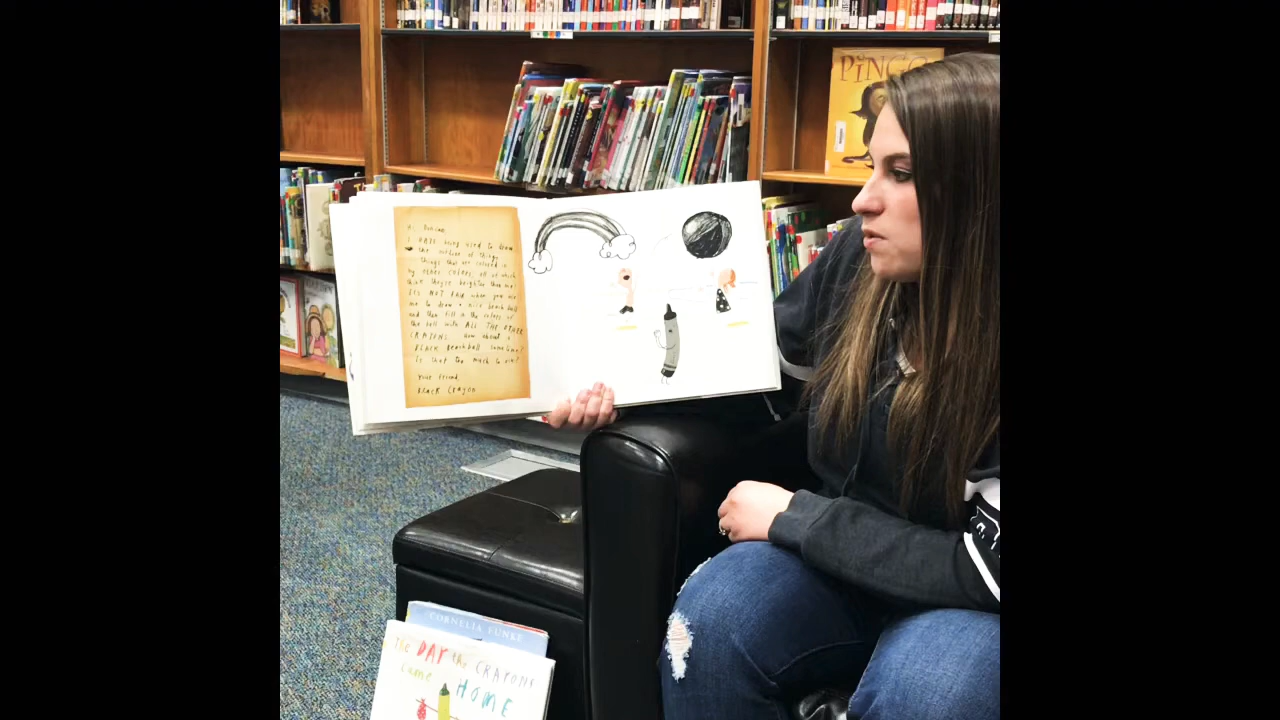 PINGO
Yo, Duncan,
I HATE being used to draw
the outline of things,
things that are colored in
by other colors, all of which
think they're brighter than me!
It's NOT FAIR when you use
me to draw a nice beach ball
and then fill in the colors of
the ball with ALL THE OTHER
CRAYONS. How about a
BLACK Beach ball sometime?
Is that too much to ask?
Your friend,
Black Crayon
CORNELIA FUNKE
The DAY the CRAYONS
Came HOME